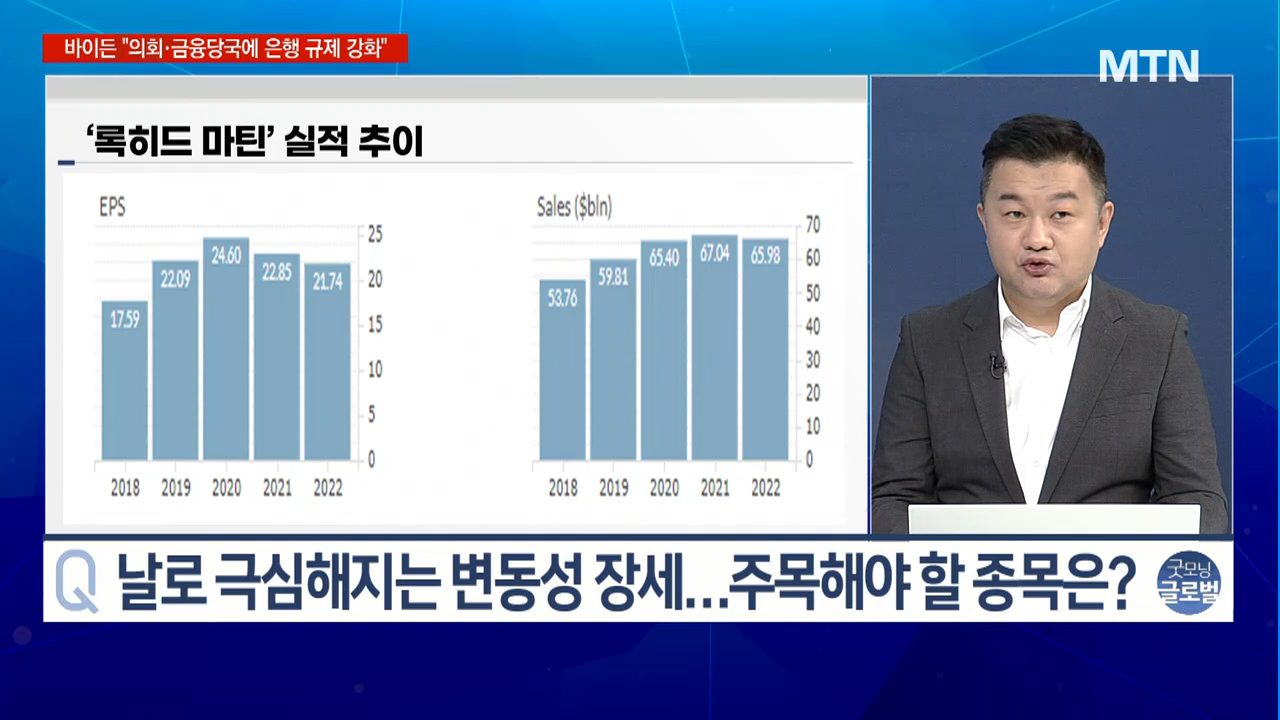 바이든 "의회·금융당국에 은행 규제 강화"
MTN
‘록히드 마틴’ 실적 추이
EPS
25
20
15
10
5
0
17.59
22.09
24.60
22.85
21.74
2018 2019 2020 2021 2022
Sales ($bln)
70
60
50
40
30
20
10
0
53.76
59.81
65.40
67.04
65.98
2018 2019 2020 2021 2022
Q 날로 극심해지는 변동성 장세...주목해야 할 종목은?
굿모닝
글로벌